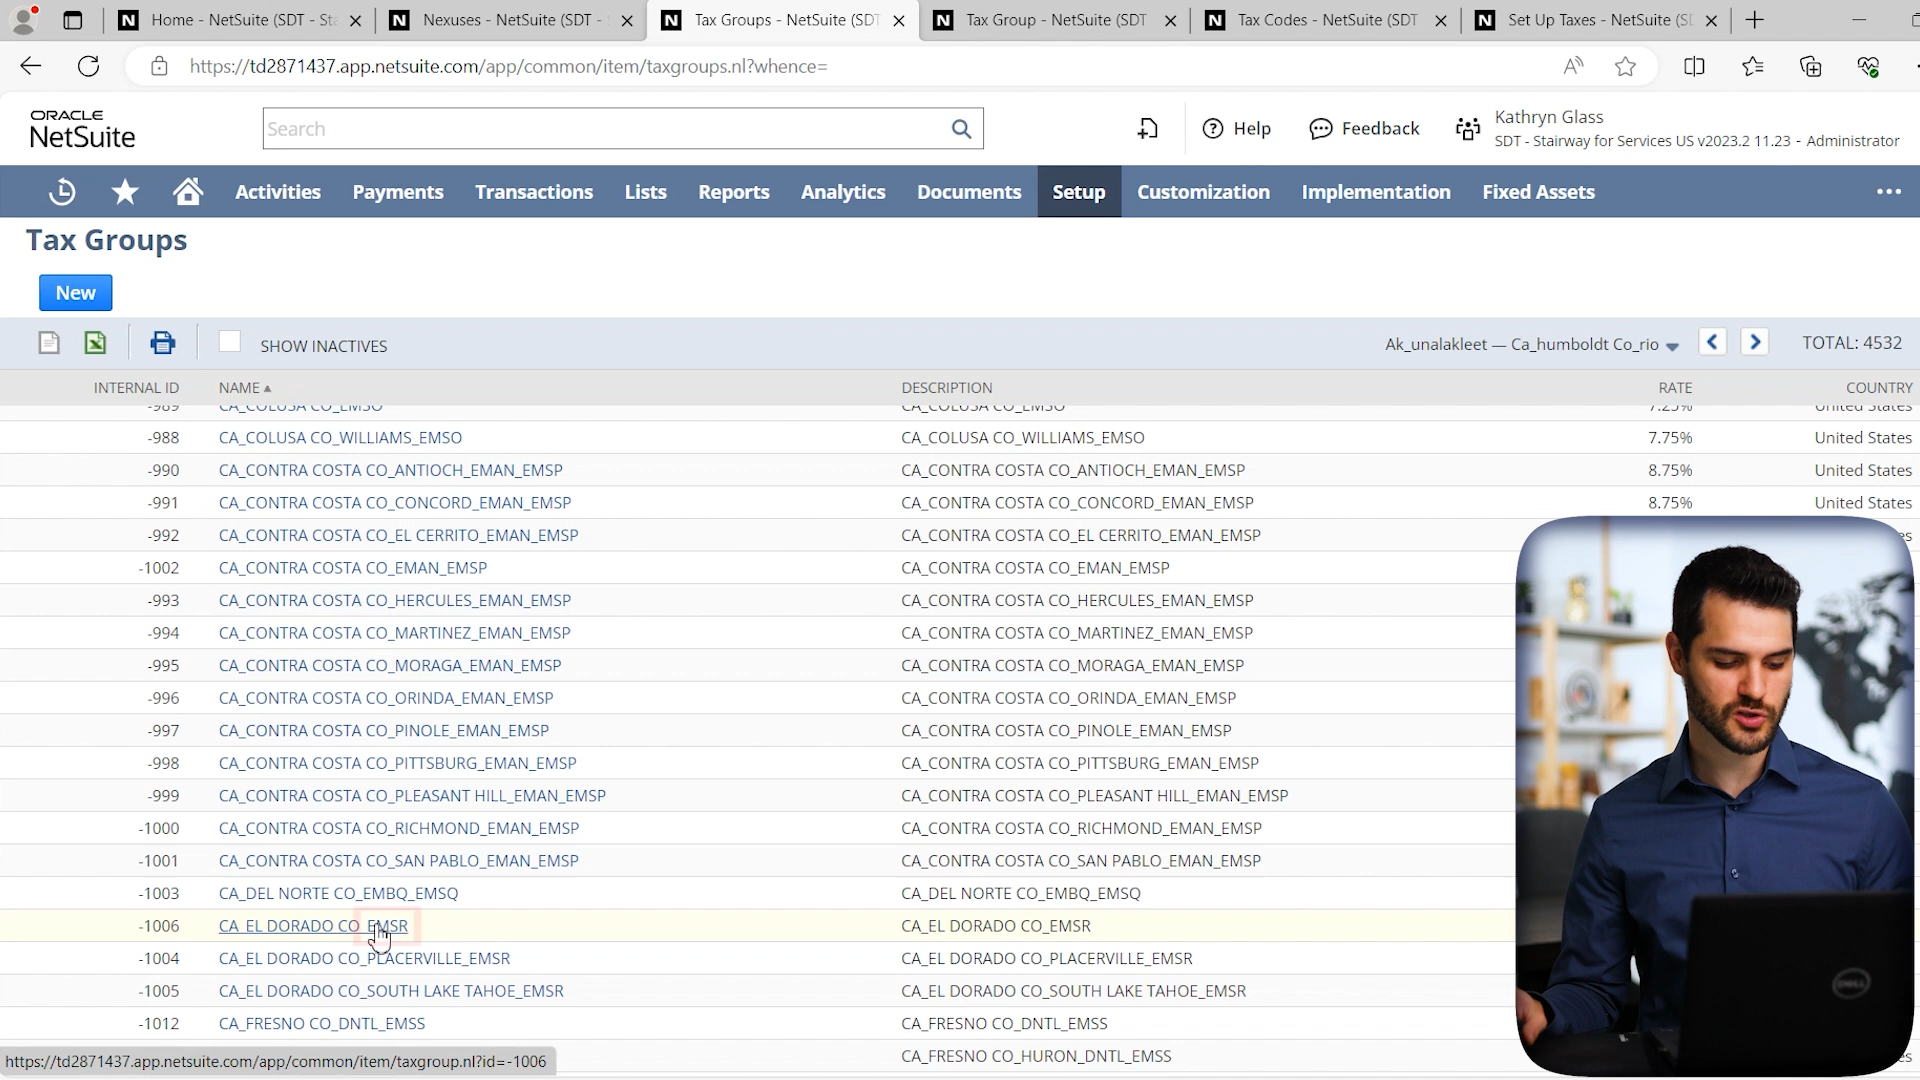 Home - NetSuite (SDT - Sta
Nexuses - NetSuite (SDT -
Tax Groups - NetSuite (SDT
Tax Group - NetSuite (SDT
Tax Codes - NetSuite (SDT
Set Up Taxes - NetSuite (S
https://td2871437.app.netsuite.com/app/common/item/taxgroups.nl?whence=
ORACLE
NetSuite
Search
Help
Feedback
Kathryn Glass
SDT - Stairway for Services US v2023.2 11.23 - Administrator
Activities Payments Transactions Lists Reports Analytics Documents Setup Customization Implementation Fixed Assets
Tax Groups
New
SHOW INACTIVES
Ak_unalakleet — Ca_humboldt Co_rio
TOTAL: 4532
INTERNAL ID NAME DESCRIPTION RATE COUNTRY
-989 CA_COLUSA CO_EMSO CA_COLUSA CO_EMSO 7.25% United States
-988 CA_COLUSA CO_WILLIAMS_EMSO CA_COLUSA CO_WILLIAMS_EMSO 7.75% United States
-990 CA_CONTRA COSTA CO_ANTIOCH_EMAN_EMSP CA_CONTRA COSTA CO_ANTIOCH_EMAN_EMSP 8.75% United States
-991 CA_CONTRA COSTA CO_CONCORD_EMAN_EMSP CA_CONTRA COSTA CO_CONCORD_EMAN_EMSP 8.75% United States
-992 CA_CONTRA COSTA CO_EL CERRITO_EMAN_EMSP CA_CONTRA COSTA CO_EL CERRITO_EMAN_EMSP
-1002 CA_CONTRA COSTA CO_EMAN_EMSP CA_CONTRA COSTA CO_EMAN_EMSP
-993 CA_CONTRA COSTA CO_HERCULES_EMAN_EMSP CA_CONTRA COSTA CO_HERCULES_EMAN_EMSP
-994 CA_CONTRA COSTA CO_MARTINEZ_EMAN_EMSP CA_CONTRA COSTA CO_MARTINEZ_EMAN_EMSP
-995 CA_CONTRA COSTA CO_MORAGA_EMAN_EMSP CA_CONTRA COSTA CO_MORAGA_EMAN_EMSP
-996 CA_CONTRA COSTA CO_ORINDA_EMAN_EMSP CA_CONTRA COSTA CO_ORINDA_EMAN_EMSP
-997 CA_CONTRA COSTA CO_PINOLE_EMAN_EMSP CA_CONTRA COSTA CO_PINOLE_EMAN_EMSP
-998 CA_CONTRA COSTA CO_PITTSBURG_EMAN_EMSP CA_CONTRA COSTA CO_PITTSBURG_EMAN_EMSP
-999 CA_CONTRA COSTA CO_PLEASANT HILL_EMAN_EMSP CA_CONTRA COSTA CO_PLEASANT HILL_EMAN_EMSP
-1000 CA_CONTRA COSTA CO_RICHMOND_EMAN_EMSP CA_CONTRA COSTA CO_RICHMOND_EMAN_EMSP
-1001 CA_CONTRA COSTA CO_SAN PABLO_EMAN_EMSP CA_CONTRA COSTA CO_SAN PABLO_EMAN_EMSP
-1003 CA_DEL NORTE CO_EMBQ_EMSQ CA_DEL NORTE CO_EMBQ_EMSQ
-1006 CA_EL DORADO CO_EMSR CA_EL DORADO CO_EMSR
-1004 CA_EL DORADO CO_PLACERVILLE_EMSR CA_EL DORADO CO_PLACERVILLE_EMSR
-1005 CA_EL DORADO CO_SOUTH LAKE TAHOE_EMSR CA_EL DORADO CO_SOUTH LAKE TAHOE_EMSR
-1012 CA_FRESNO CO_DNTL_EMSS CA_FRESNO CO_DNTL_EMSS
CA_FRESNO CO_HURON_DNTL_EMSS
https://td2871437.app.netsuite.com/app/common/item/taxgroup.nl?id=-1006
DELL